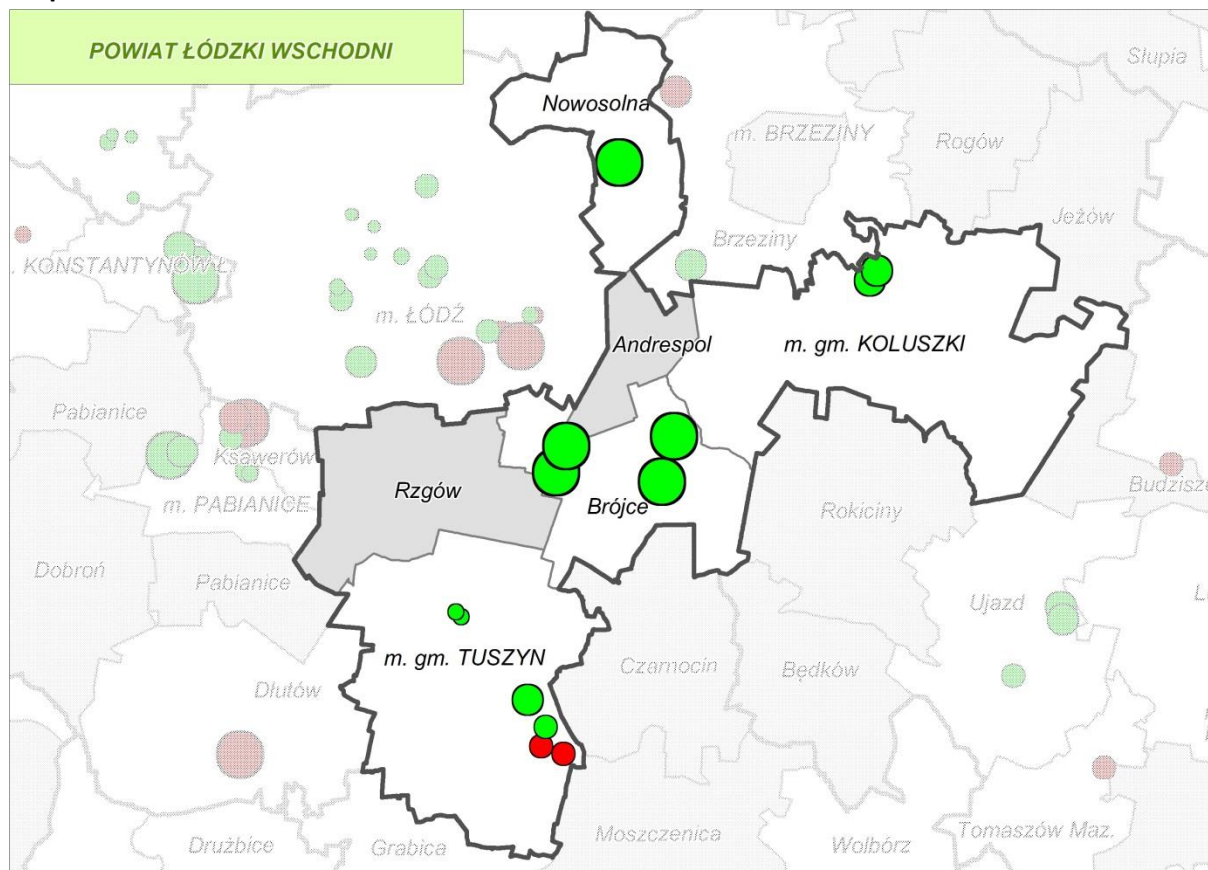 POWIAT ŁÓDZKI WSCHODNI
Słupia
Nowosolna
m. BRZEZINY
Rogów
Jeżów
Brzeziny
. KONSTANTYNÓW Ł.
m. ŁÓDŹ
Andrespol
m. gm. KOLUSZKI
Pabianice
Ksawerów
Budzisze
m. PABIANICE
Rzgów
Brójce
Rokiciny
Dobroń
Pabianice
Ujazd
m. gm. TUSZYN
Czarnocin
Będków
Dłutów
Moszczenica
Tomaszów Maz.
Drużbice
Grabica
Wolbórz